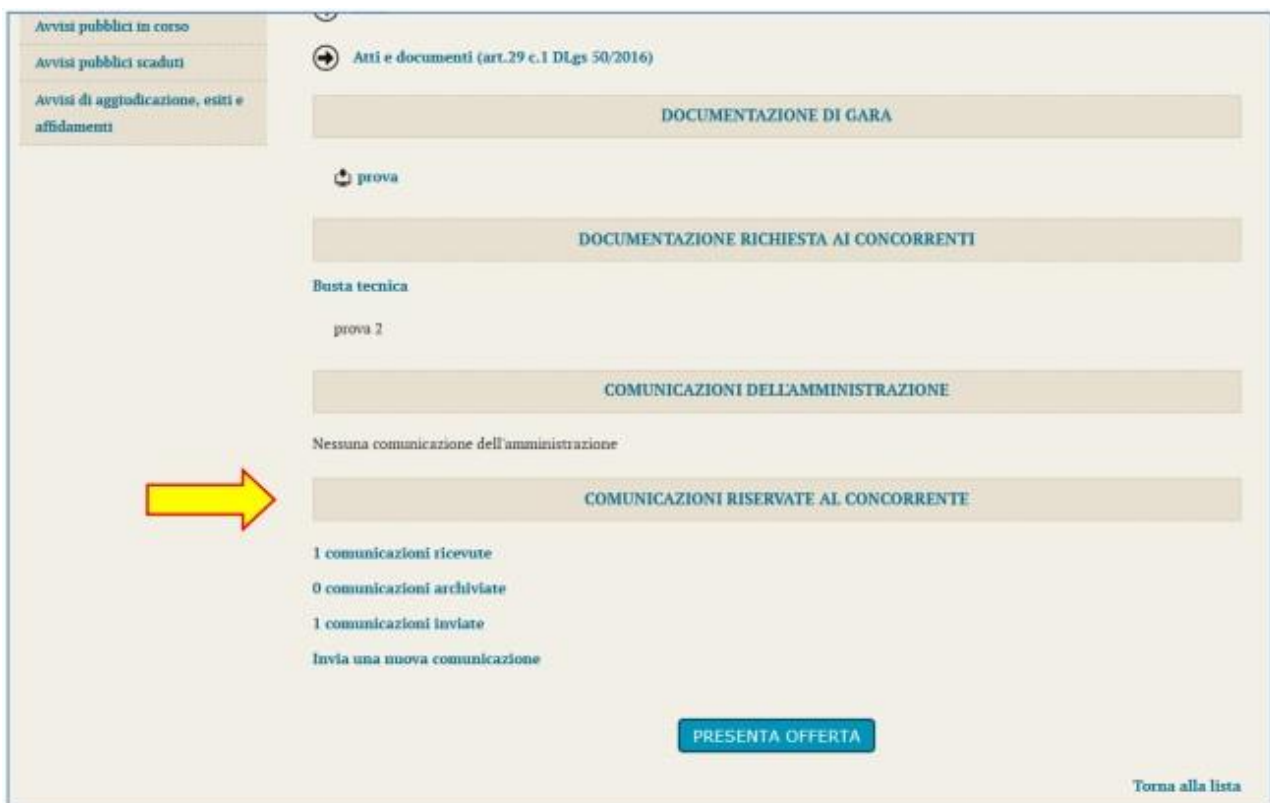 Avvisi pubblici in corso
Avvisi pubblici scaduti
Avvisi di aggiudicazione, esiti e
affidamenti
Atti e documenti (art.29 c.1 DLgs 50/2016)
DOCUMENTAZIONE DI GARA
prova
DOCUMENTAZIONE RICHIESTA AI CONCORRENTI
Busta tecnica
prova 2
COMUNICAZIONI DELL'AMMINISTRAZIONE
Nessuna comunicazione dell'amministrazione
COMUNICAZIONI RISERVATE AL CONCORRENTE
1 comunicazioni ricevute
0 comunicazioni archiviate
1 comunicazioni inviate
Invia una nuova comunicazione
PRESENTA OFFERTA
Torna alla lista